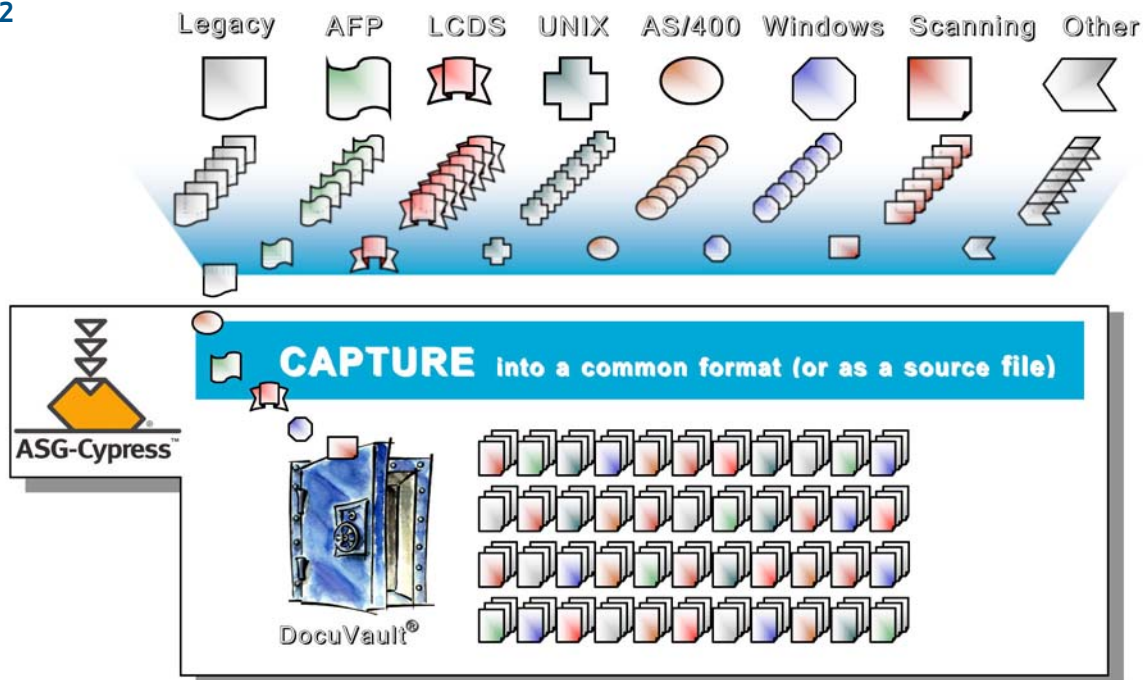 2
Legacy AFP LCDS UNIX AS/400 Windows Scanning Other
CAPTURE into a common format (or as a source file)
ASG-Cypress™
DocuVault®